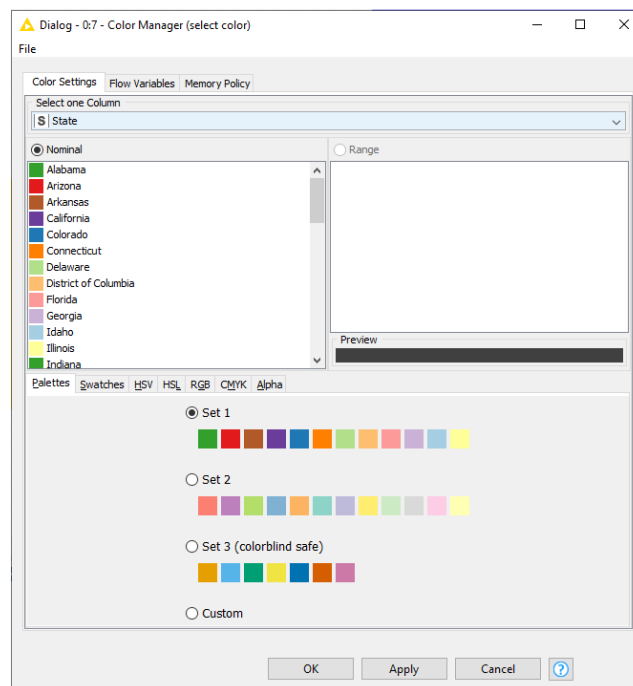 Dialog - 0:7 - Color Manager (select color)
File
Color Settings Flow Variables Memory Policy
Select one Column
S State
Nominal Range
Alabama
Arizona
Arkansas
California
Colorado
Connecticut
Delaware
District of Columbia
Florida
Georgia
Idaho
Illinois
Indiana
Preview
Palettes Swatches HSV HSL RGB CMYK Alpha
Set 1
Set 2
Set 3 (colorblind safe)
Custom
OK Apply Cancel ?